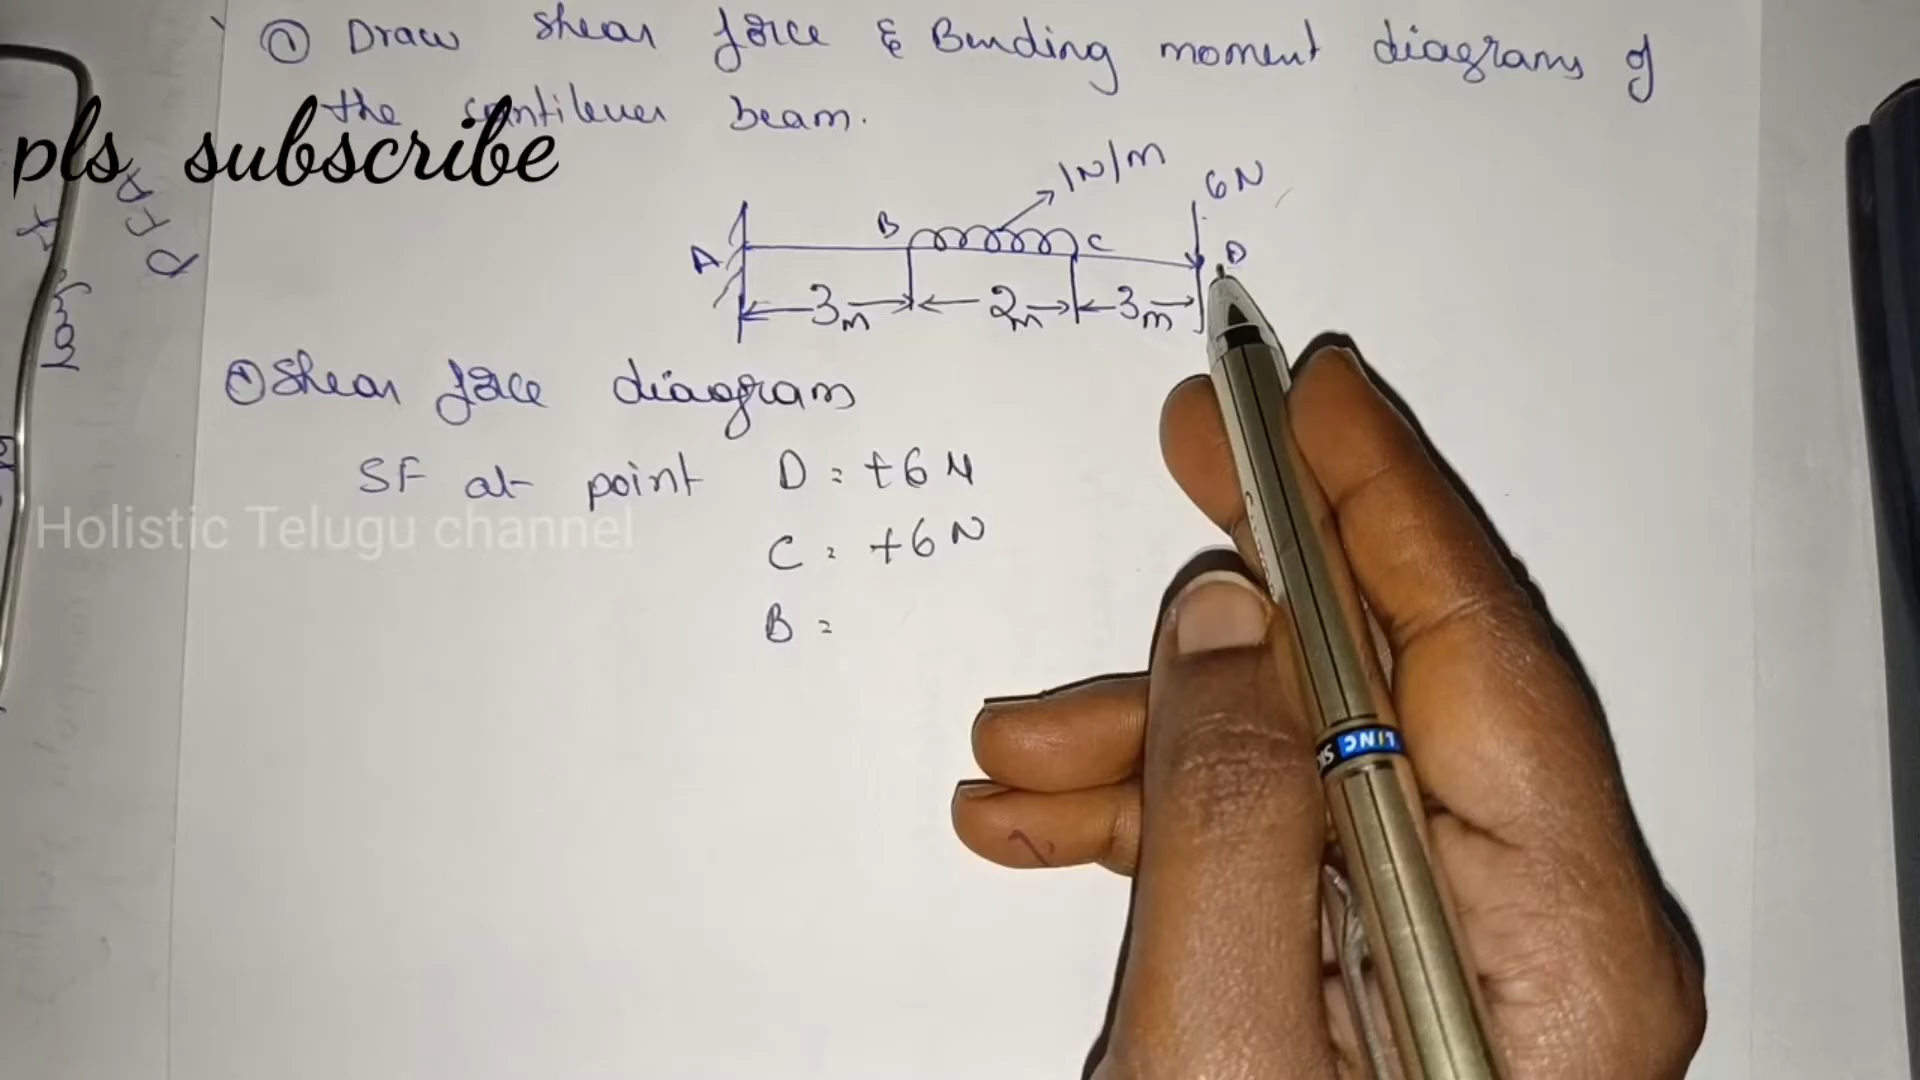 ① Draw shear force & Bending moment diagrams of
the cantilever beam.
pls subscribe
1N/m
6N
A
B
C
D
3m
2m
3m
① Shear force diagram
SF at point D = +6N
Holistic Telugu channel
C = +6N
B =
LINC